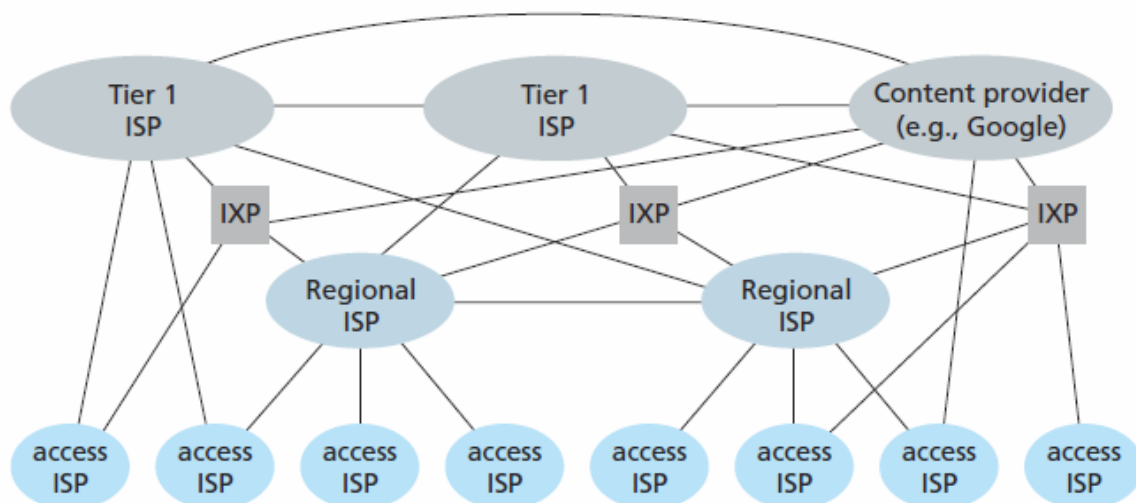 Tier 1
ISP
Tier 1
ISP
Content provider
(e.g., Google)
IXP
IXP
IXP
Regional
ISP
Regional
ISP
access
ISP
access
ISP
access
ISP
access
ISP
access
ISP
access
ISP
access
ISP
access
ISP